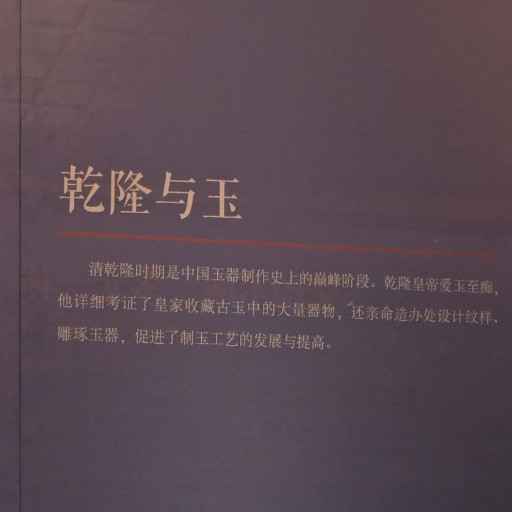 乾隆与玉
清乾隆时期是中国玉器制作史上的巅峰阶段。乾隆皇帝爱玉至痴，
他详细考证了皇家收藏古玉中的大量器物，还亲命造办处设计纹样、
雕琢玉器，促进了制玉工艺的发展与提高。